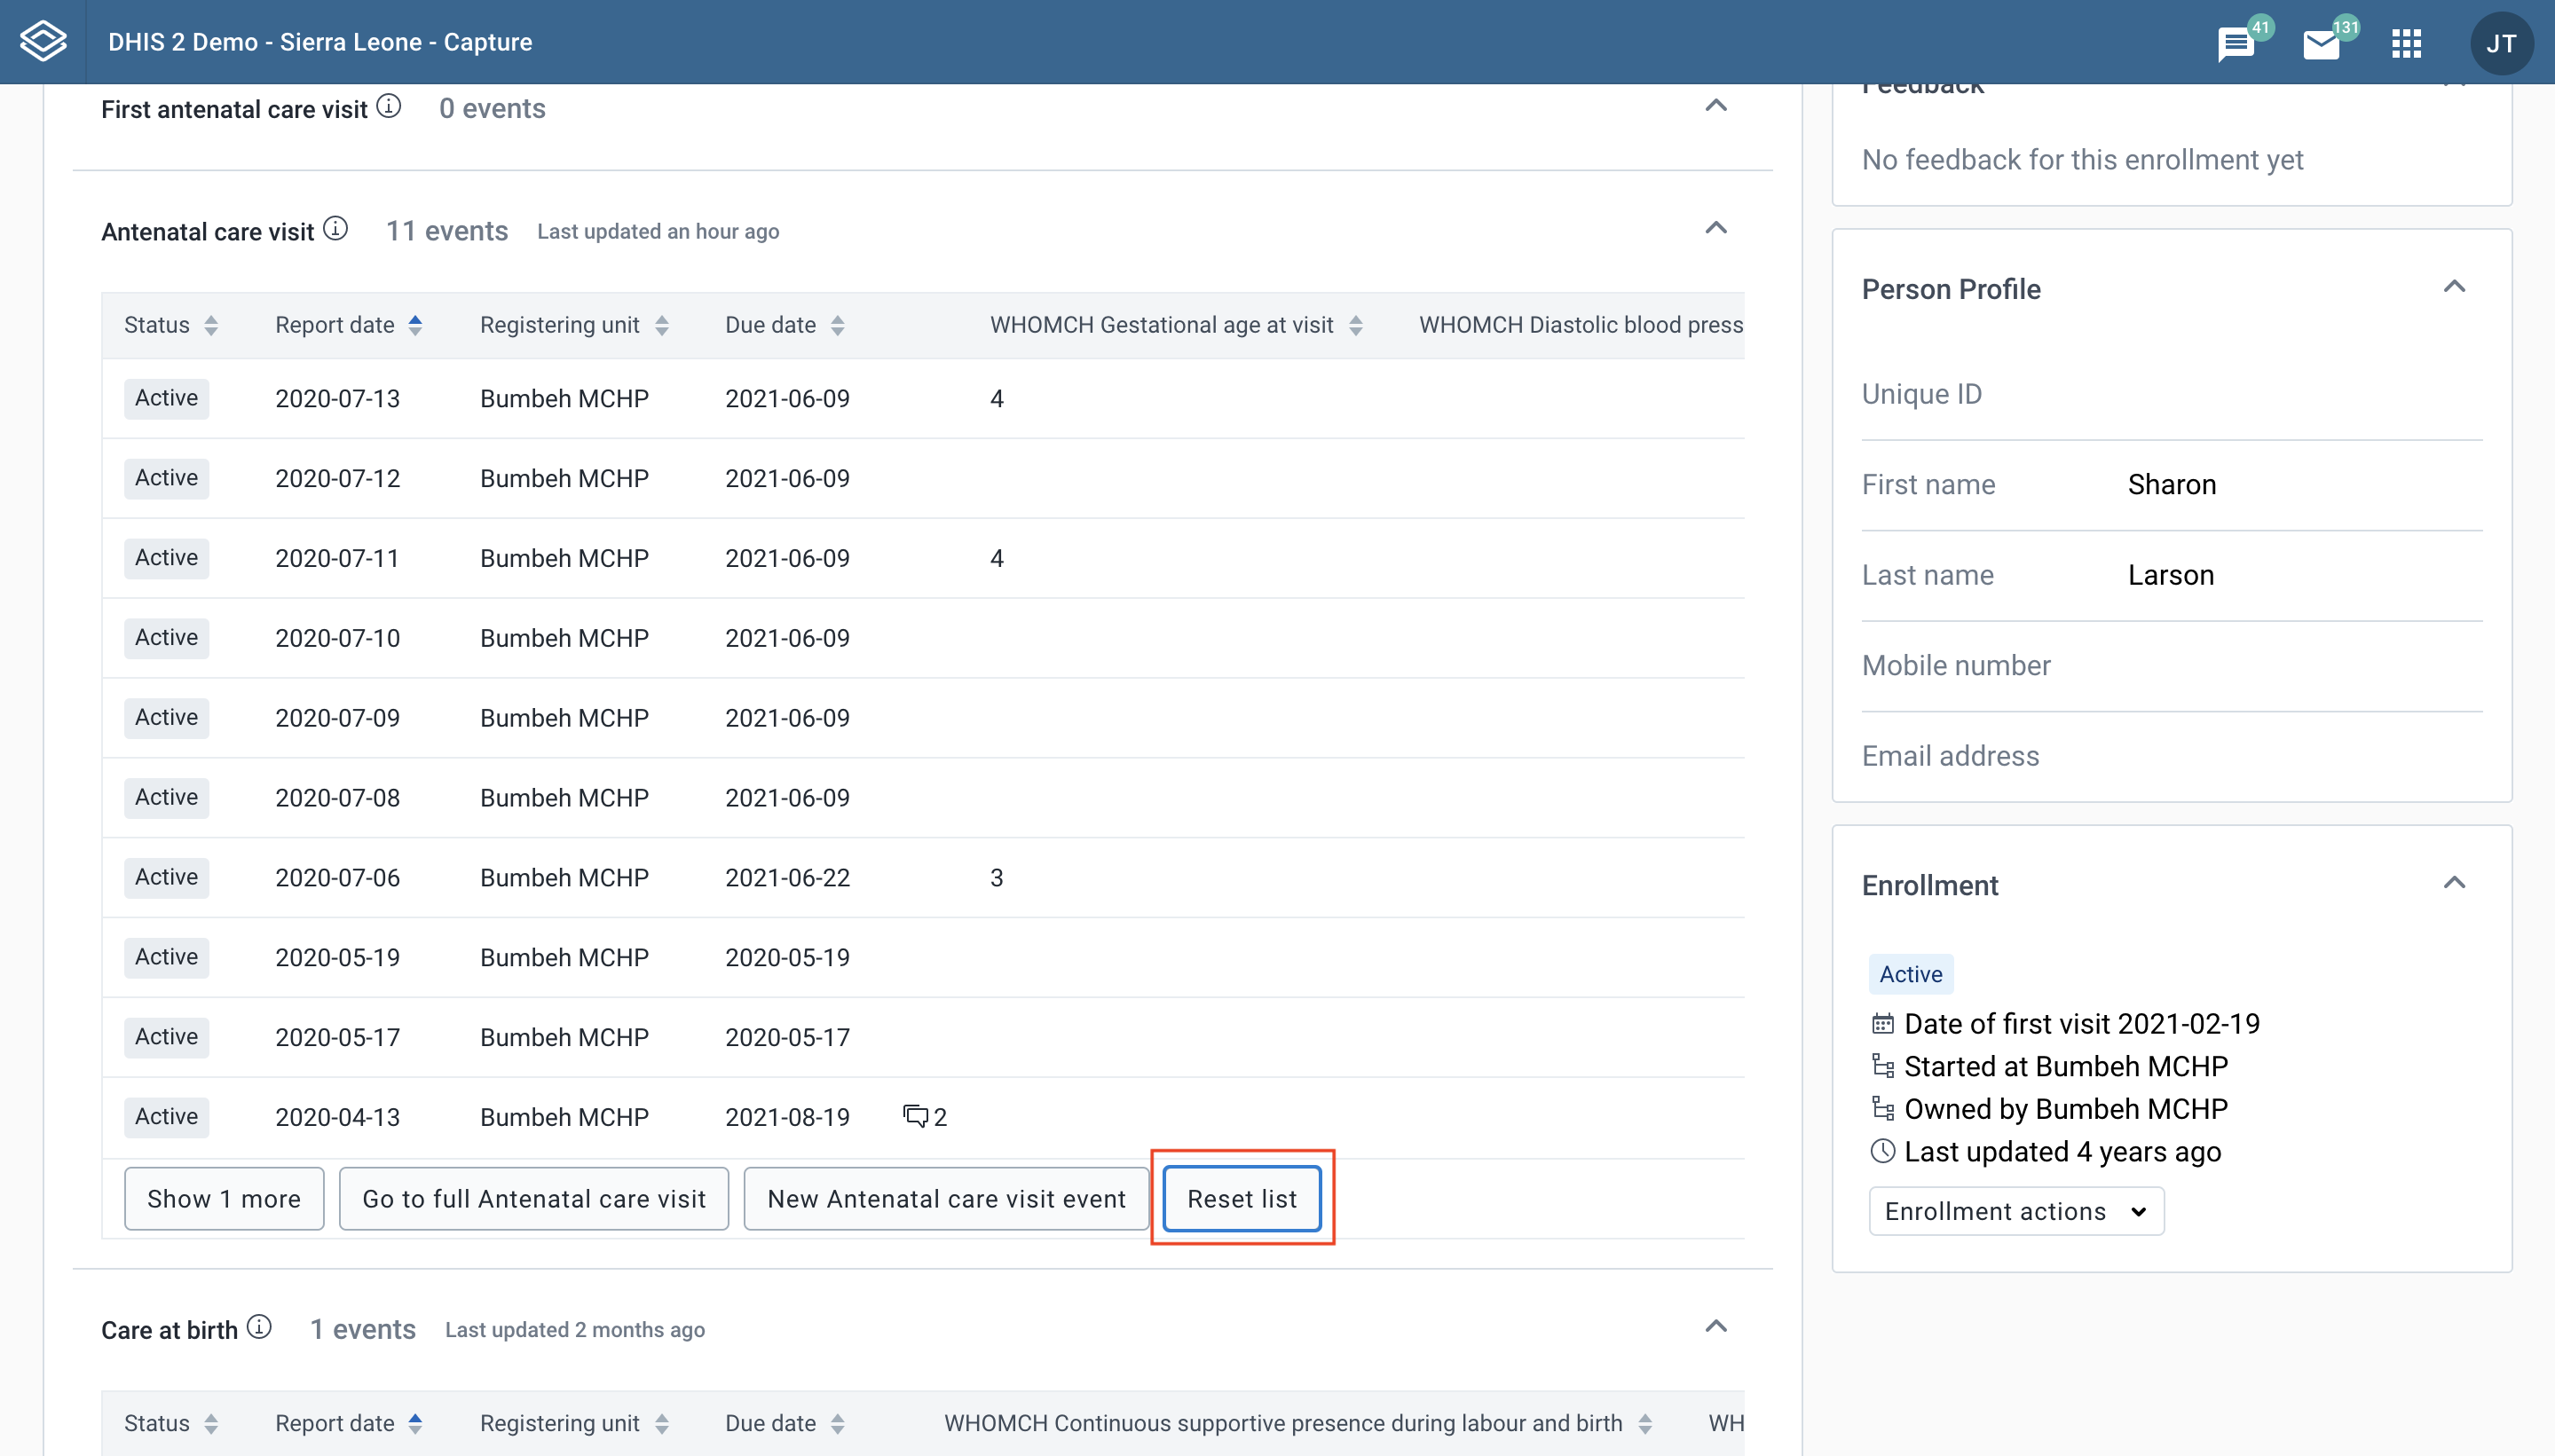 DHIS 2 Demo - Sierra Leone - Capture
41
131
JT
First antenatal care visit 0 events
Antenatal care visit 11 events Last updated an hour ago
Status Report date Registering unit Due date WHOMCH Gestational age at visit WHOMCH Diastolic blood press
Active 2020-07-13 Bumbeh MCHP 2021-06-09 4
Active 2020-07-12 Bumbeh MCHP 2021-06-09
Active 2020-07-11 Bumbeh MCHP 2021-06-09 4
Active 2020-07-10 Bumbeh MCHP 2021-06-09
Active 2020-07-09 Bumbeh MCHP 2021-06-09
Active 2020-07-08 Bumbeh MCHP 2021-06-09
Active 2020-07-06 Bumbeh MCHP 2021-06-22 3
Active 2020-05-19 Bumbeh MCHP 2020-05-19
Active 2020-05-17 Bumbeh MCHP 2020-05-17
Active 2020-04-13 Bumbeh MCHP 2021-08-19 2
Show 1 more Go to full Antenatal care visit New Antenatal care visit event Reset list
Care at birth 1 events Last updated 2 months ago
Status Report date Registering unit Due date WHOMCH Continuous supportive presence during labour and birth WH
Feedback
No feedback for this enrollment yet
Person Profile
Unique ID
First name Sharon
Last name Larson
Mobile number
Email address
Enrollment
Active
Date of first visit 2021-02-19
Started at Bumbeh MCHP
Owned by Bumbeh MCHP
Last updated 4 years ago
Enrollment actions